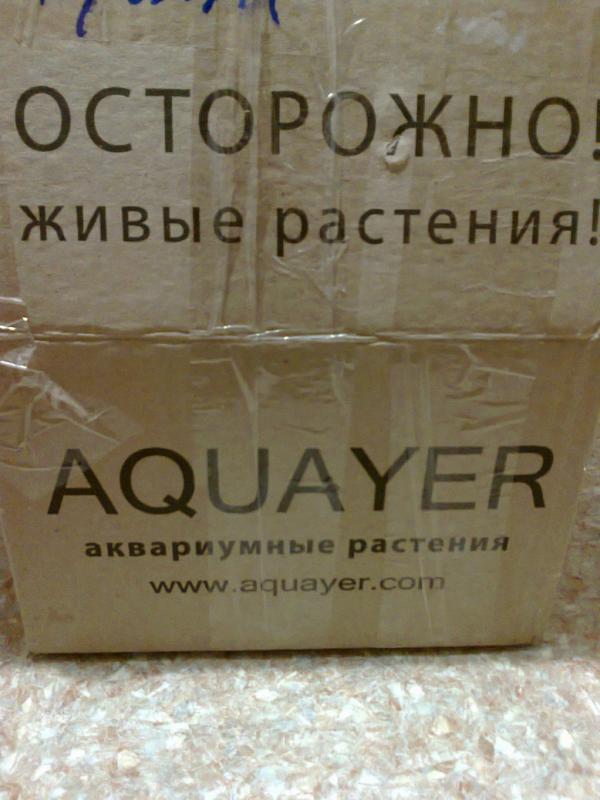 ОСТОРОЖНО!
живые растения!
AQUAYER
аквариумные растения
www.aquayer.com